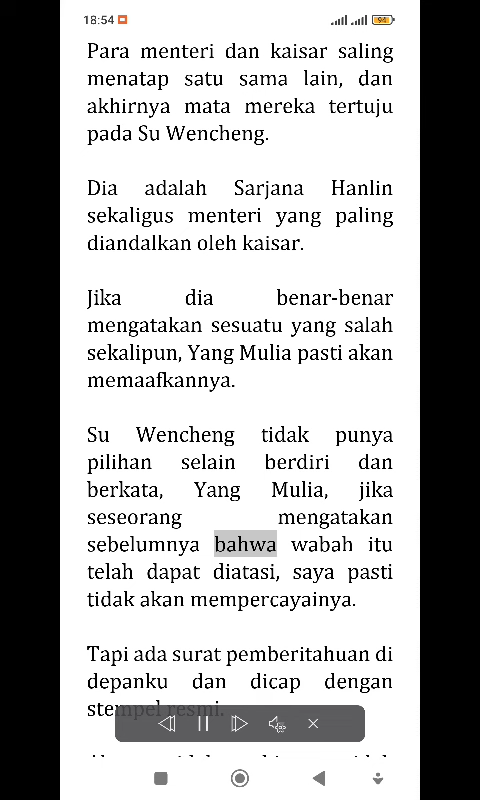 18:54
94
Para menteri dan kaisar saling
menatap satu sama lain, dan
akhirnya mata mereka tertuju
pada Su Wencheng.
Dia adalah Sarjana Hanlin
sekaligus menteri yang paling
diandalkan oleh kaisar.
Jika dia benar-benar
mengatakan sesuatu yang salah
sekalipun, Yang Mulia pasti akan
memaafkannya.
Su Wencheng tidak punya
pilihan selain berdiri dan
berkata, Yang Mulia, jika
seseorang mengatakan
sebelumnya bahwa wabah itu
telah dapat diatasi, saya pasti
tidak akan mempercayainya.
Tapi ada surat pemberitahuan di
depanku dan dicap dengan
stempel resmi.